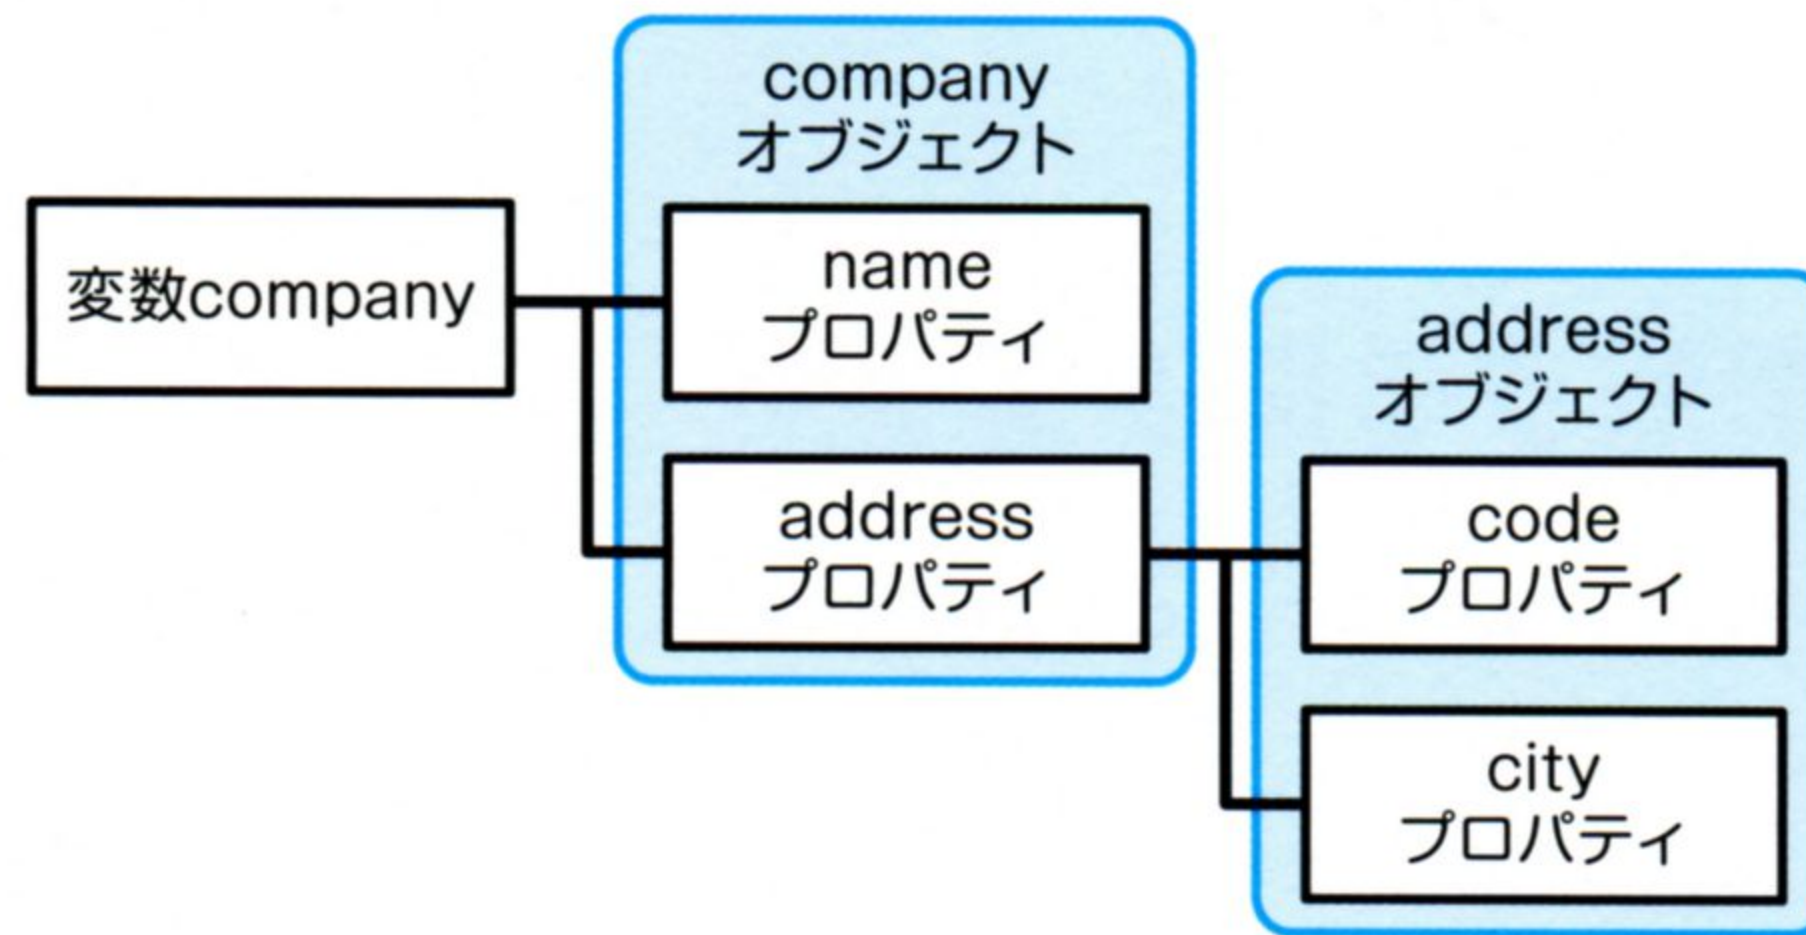 company
オブジェクト
変数company
name
プロパティ
address
プロパティ
address
オブジェクト
code
プロパティ
city
プロパティ